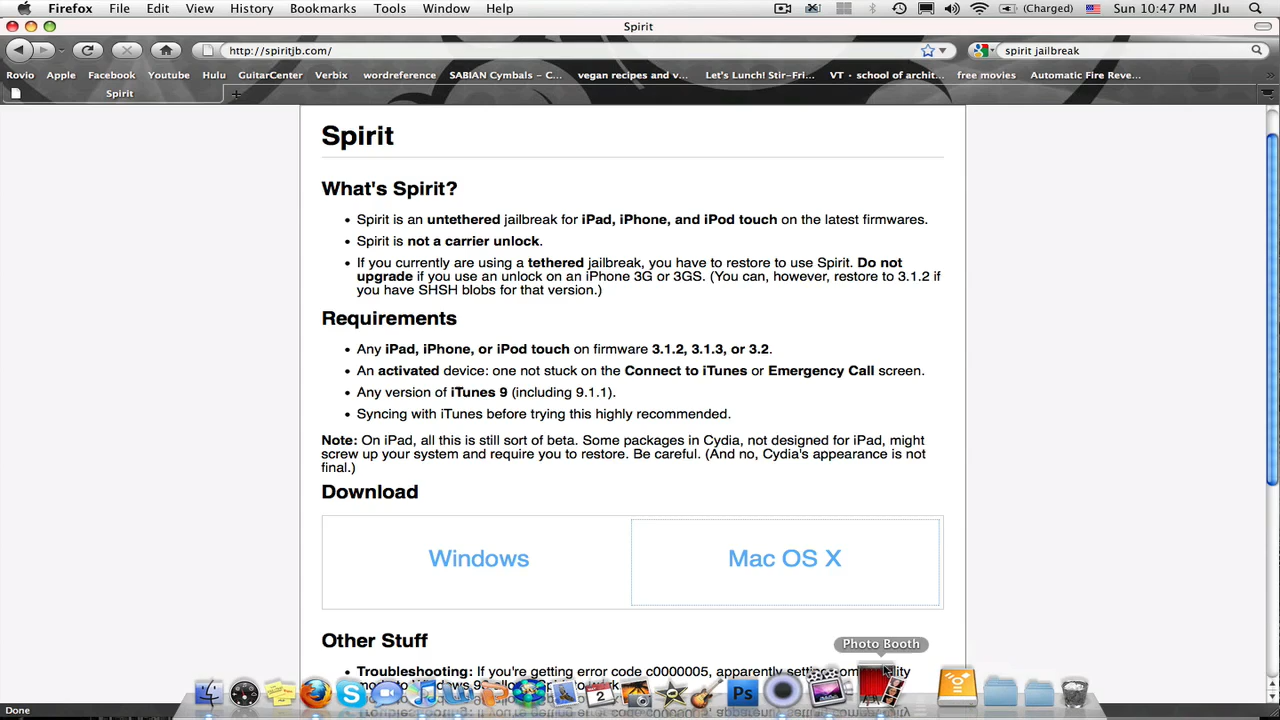 Firefox File Edit View History Bookmarks Tools Window Help (Charged) Sun 10:47 PM Jlu
Spirit
http://spiritjb.com/ spirit jailbreak
Rovio Apple Facebook Youtube Hulu GuitarCenter Verbix wordreference SABIAN Cymbals – C... vegan recipes and v... Let's Lunch! Stir-Fri... VT · school of archit... free movies Automatic Fire Reve...
Spirit
Spirit
What's Spirit?
• Spirit is an untethered jailbreak for iPad, iPhone, and iPod touch on the latest firmwares.
• Spirit is not a carrier unlock.
• If you currently are using a tethered jailbreak, you have to restore to use Spirit. Do not
upgrade if you use an unlock on an iPhone 3G or 3GS. (You can, however, restore to 3.1.2 if
you have SHSH blobs for that version.)
Requirements
• Any iPad, iPhone, or iPod touch on firmware 3.1.2, 3.1.3, or 3.2.
• An activated device: one not stuck on the Connect to iTunes or Emergency Call screen.
• Any version of iTunes 9 (including 9.1.1).
• Syncing with iTunes before trying this highly recommended.
Note: On iPad, all this is still sort of beta. Some packages in Cydia, not designed for iPad, might
screw up your system and require you to restore. Be careful. (And no, Cydia's appearance is not
final.)
Download
Windows Mac OS X
Other Stuff
Photo Booth
• Troubleshooting: If you're getting error code c0000005, apparently
2
Ps
Done